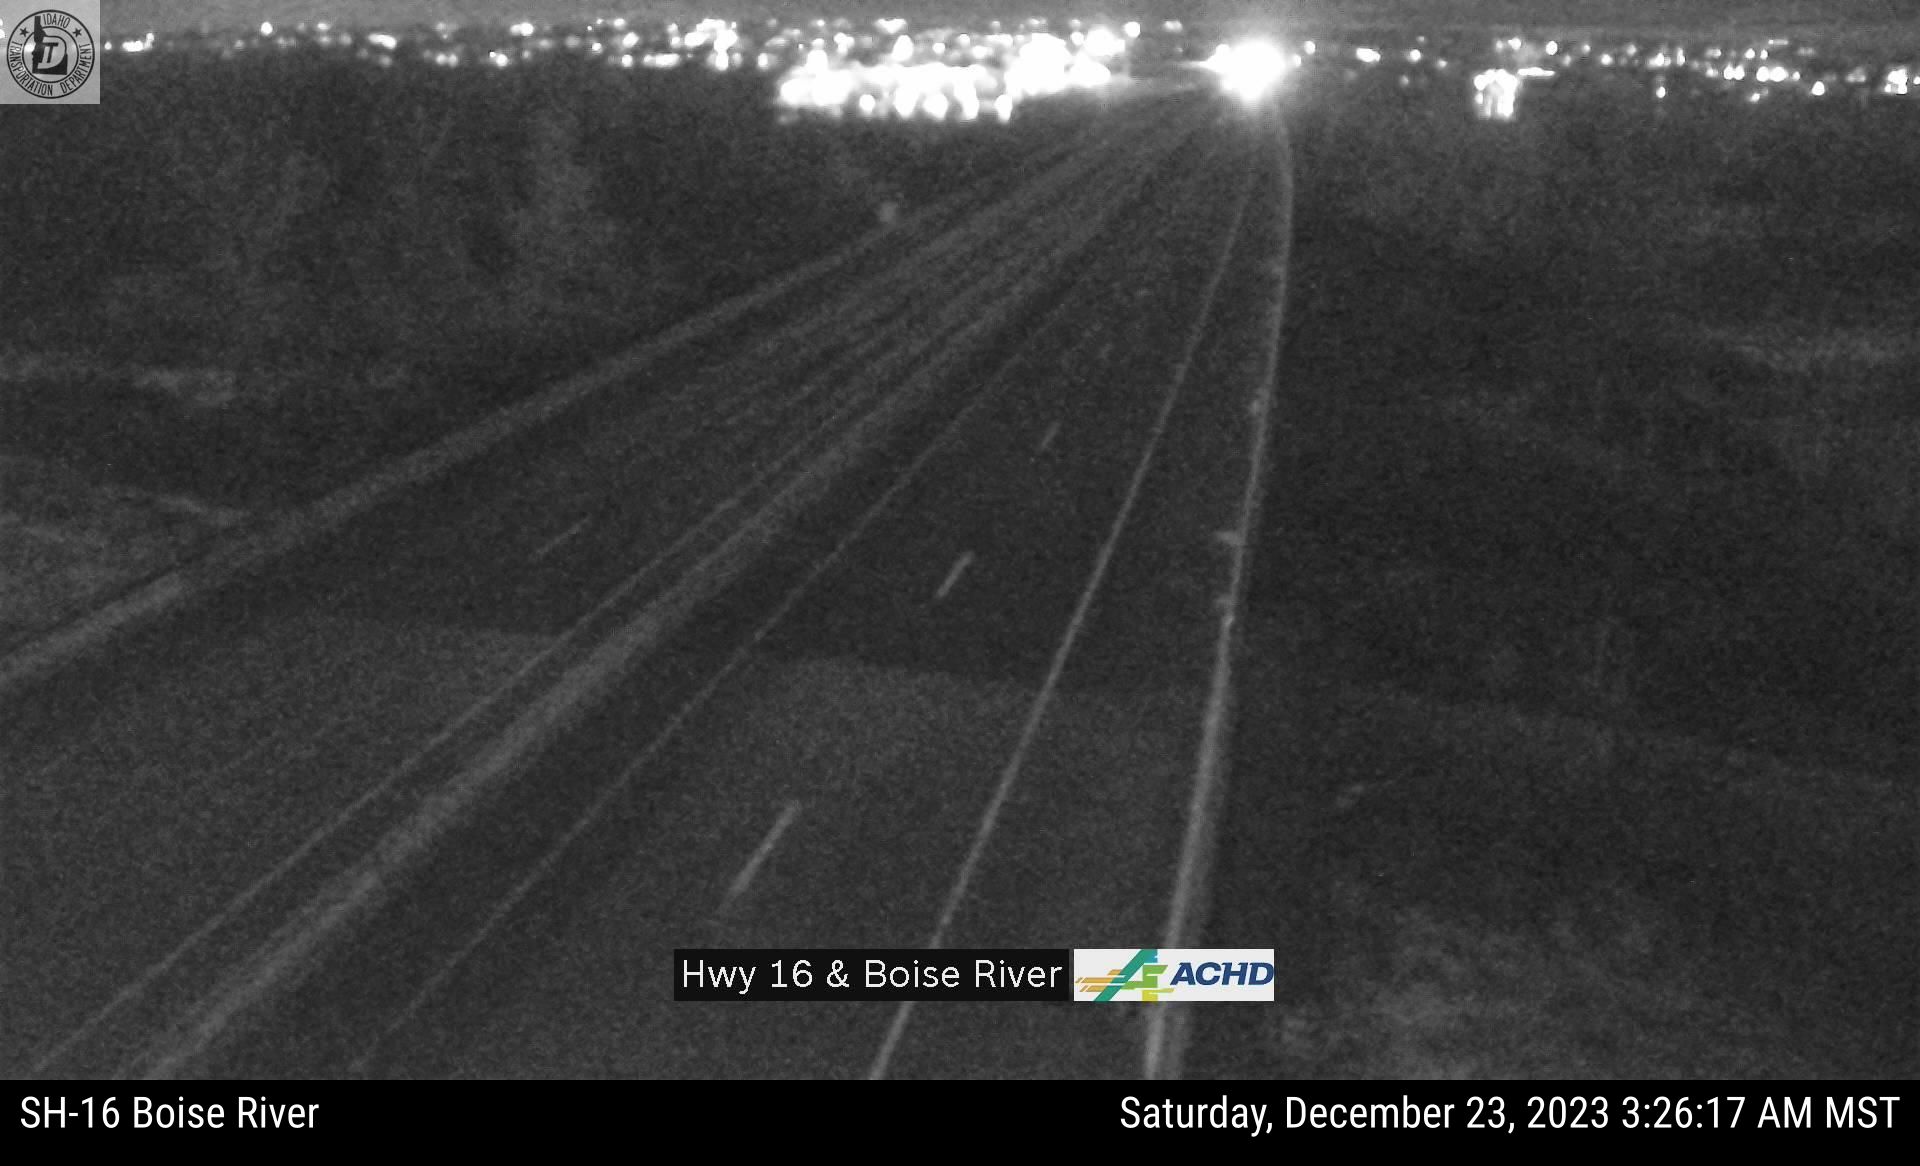 IDAHO
TRANSPORTATION DEPARTMENT
Hwy 16 & Boise River
ACHD
SH-16 Boise River
Saturday, December 23, 2023 3:26:17 AM MST